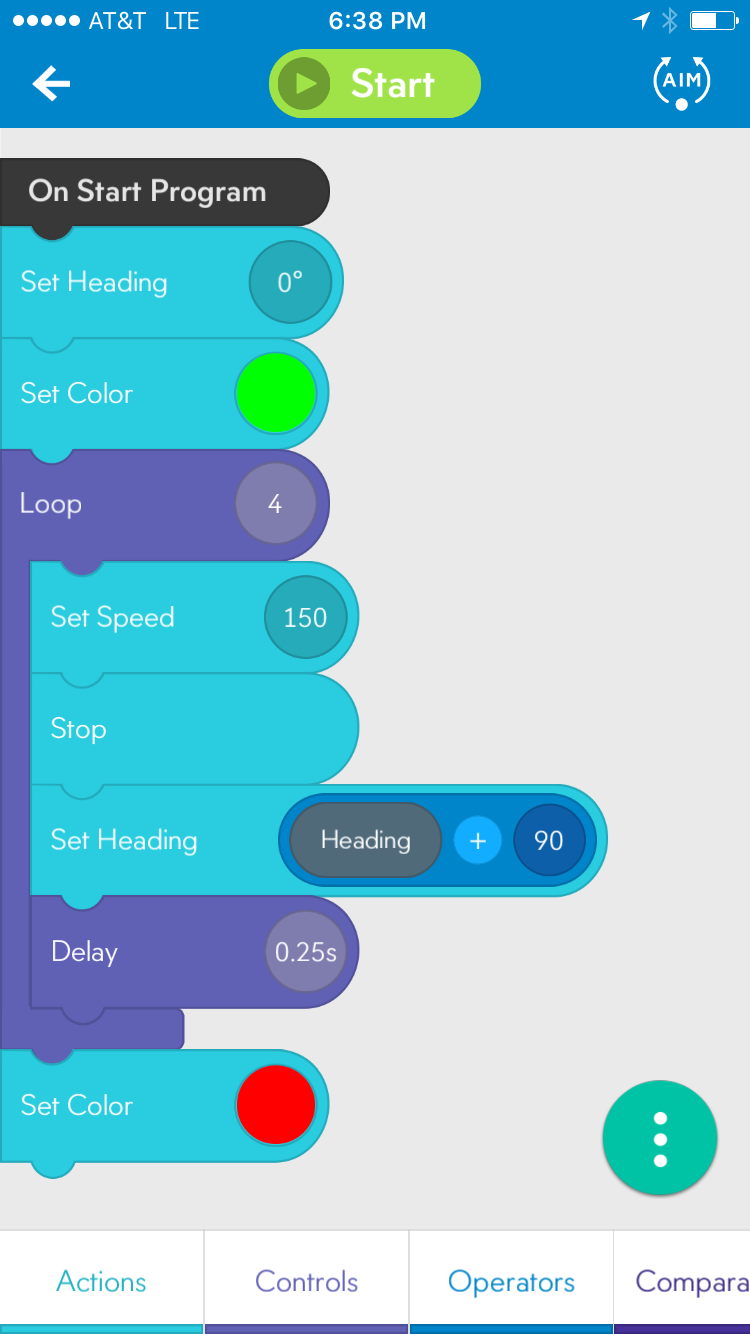 AT&T LTE 6:38 PM
Start
AIM
On Start Program
Set Heading 0°
Set Color
Loop 4
Set Speed 150
Stop
Set Heading Heading + 90
Delay 0.25s
Set Color
Actions Controls Operators Compara